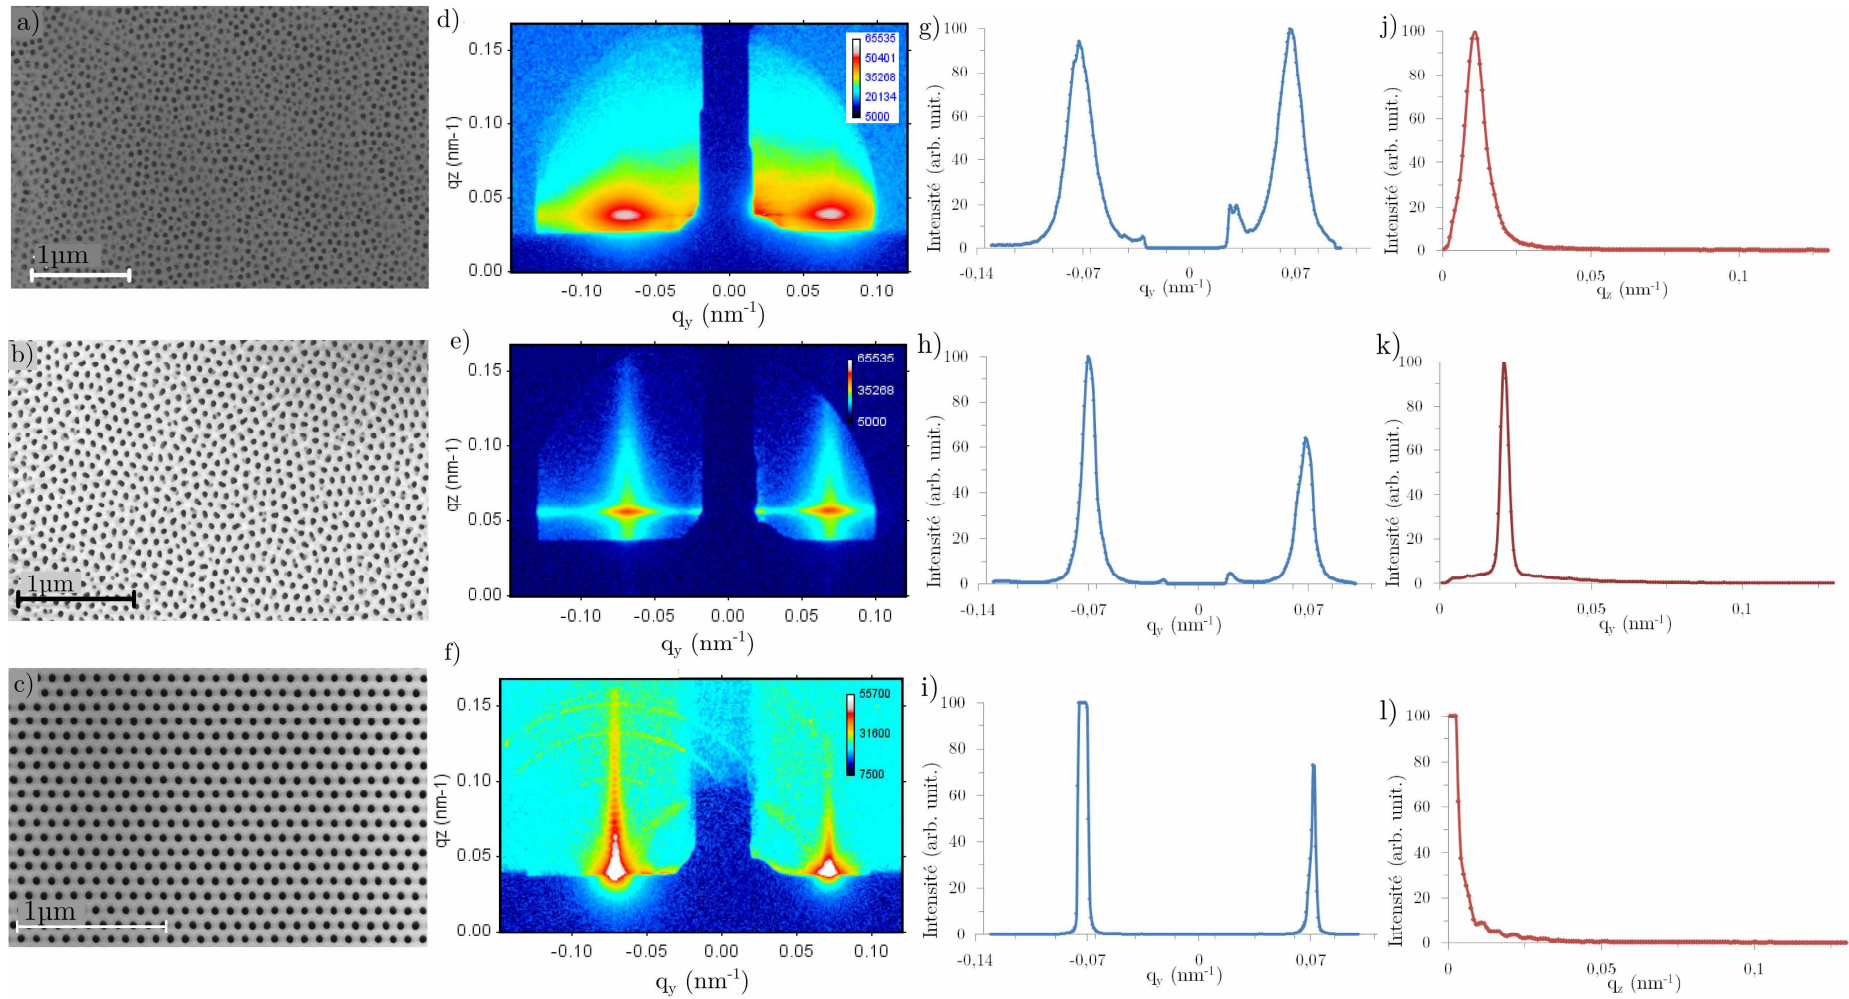 a)
1µm
d)
qz (nm-1)
0.15
0.10
0.05
0.00
65535
50401
35268
20134
5000
-0.10 -0.05 0.00 0.05 0.10
qy (nm-1)
g)
Intensité (arb. unit.)
100
80
60
40
20
0
-0,14 -0,07 0 0,07
qy (nm-1)
j)
Intensité (arb. unit.)
100
80
60
40
20
0
0 0,05 0,1
qz (nm-1)
b)
1µm
e)
qz (nm-1)
0.15
0.10
0.05
0.00
65535
35268
5000
-0.10 -0.05 0.00 0.05 0.10
qy (nm-1)
h)
Intensité (arb. unit.)
100
80
60
40
20
0
-0,14 -0,07 0 0,07
qy (nm-1)
k)
Intensité (arb. unit.)
100
80
60
40
20
0
0 0,05 0,1
qy (nm-1)
c)
1µm
f)
qz (nm-1)
0.15
0.10
0.05
0.00
55700
31600
7500
-0.10 -0.05 0.00 0.05 0.10
qy (nm-1)
i)
Intensité (arb. unit.)
100
80
60
40
20
0
-0,14 -0,07 0 0,07
qy (nm-1)
l)
Intensité (arb. unit.)
100
80
60
40
20
0
0 0,05 0,1
qz (nm-1)